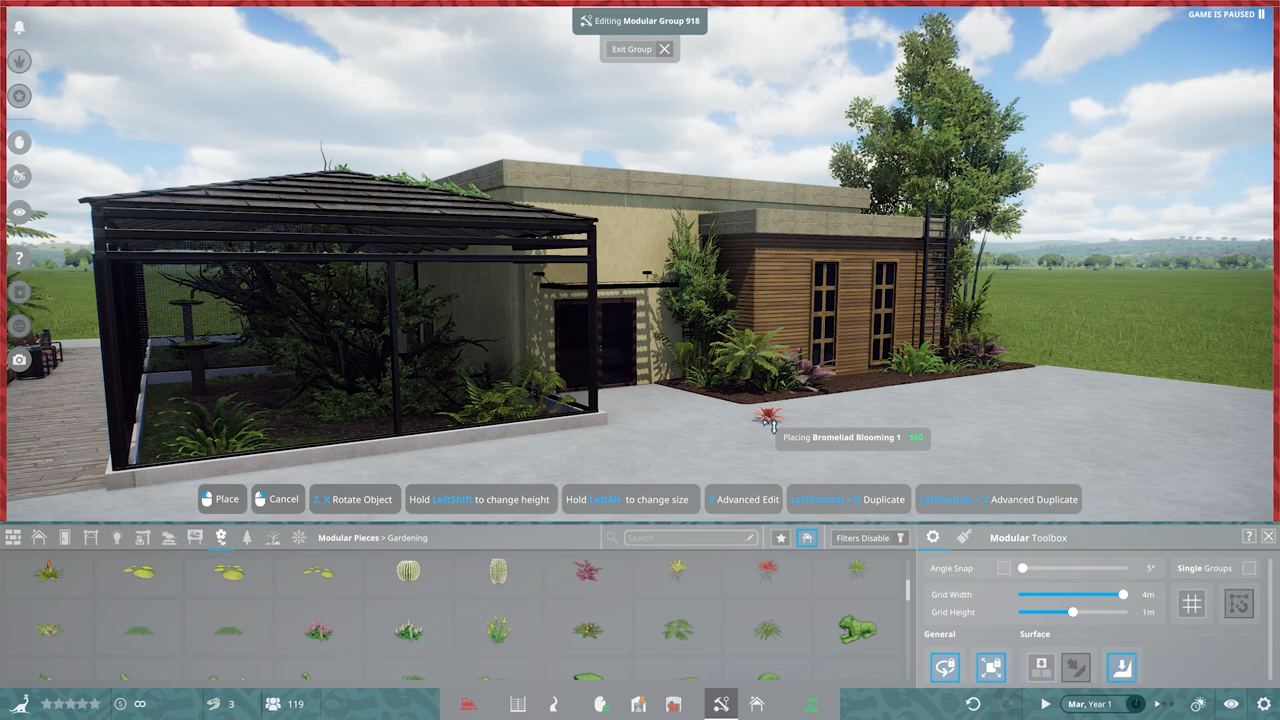 Editing Modular Group 918
GAME IS PAUSED
Exit Group
?
Placing Bromeliad Blooming 1 $50
Place
Cancel
Z, X Rotate Object
Hold LeftShift to change height
Hold LeftAlt to change size
Advanced Edit
LeftControl + D Duplicate
LeftControl + V Advanced Duplicate
Modular Pieces > Gardening
Search...
Filters Disable
Modular Toolbox
?
Angle Snap
5°
Single Groups
Grid Width
4m
Grid Height
1m
General
Surface
∞
3
119
Mar, Year 1